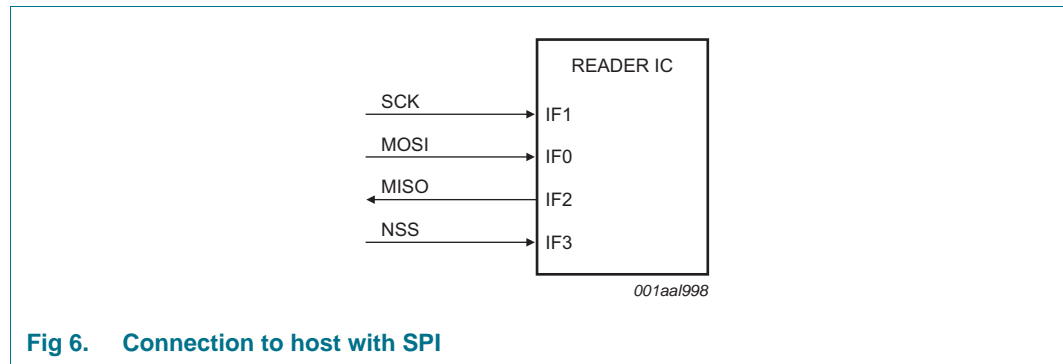 READER IC
SCK
IF1
MOSI
IF0
MISO
IF2
NSS
IF3
001aal998
Fig 6. Connection to host with SPI